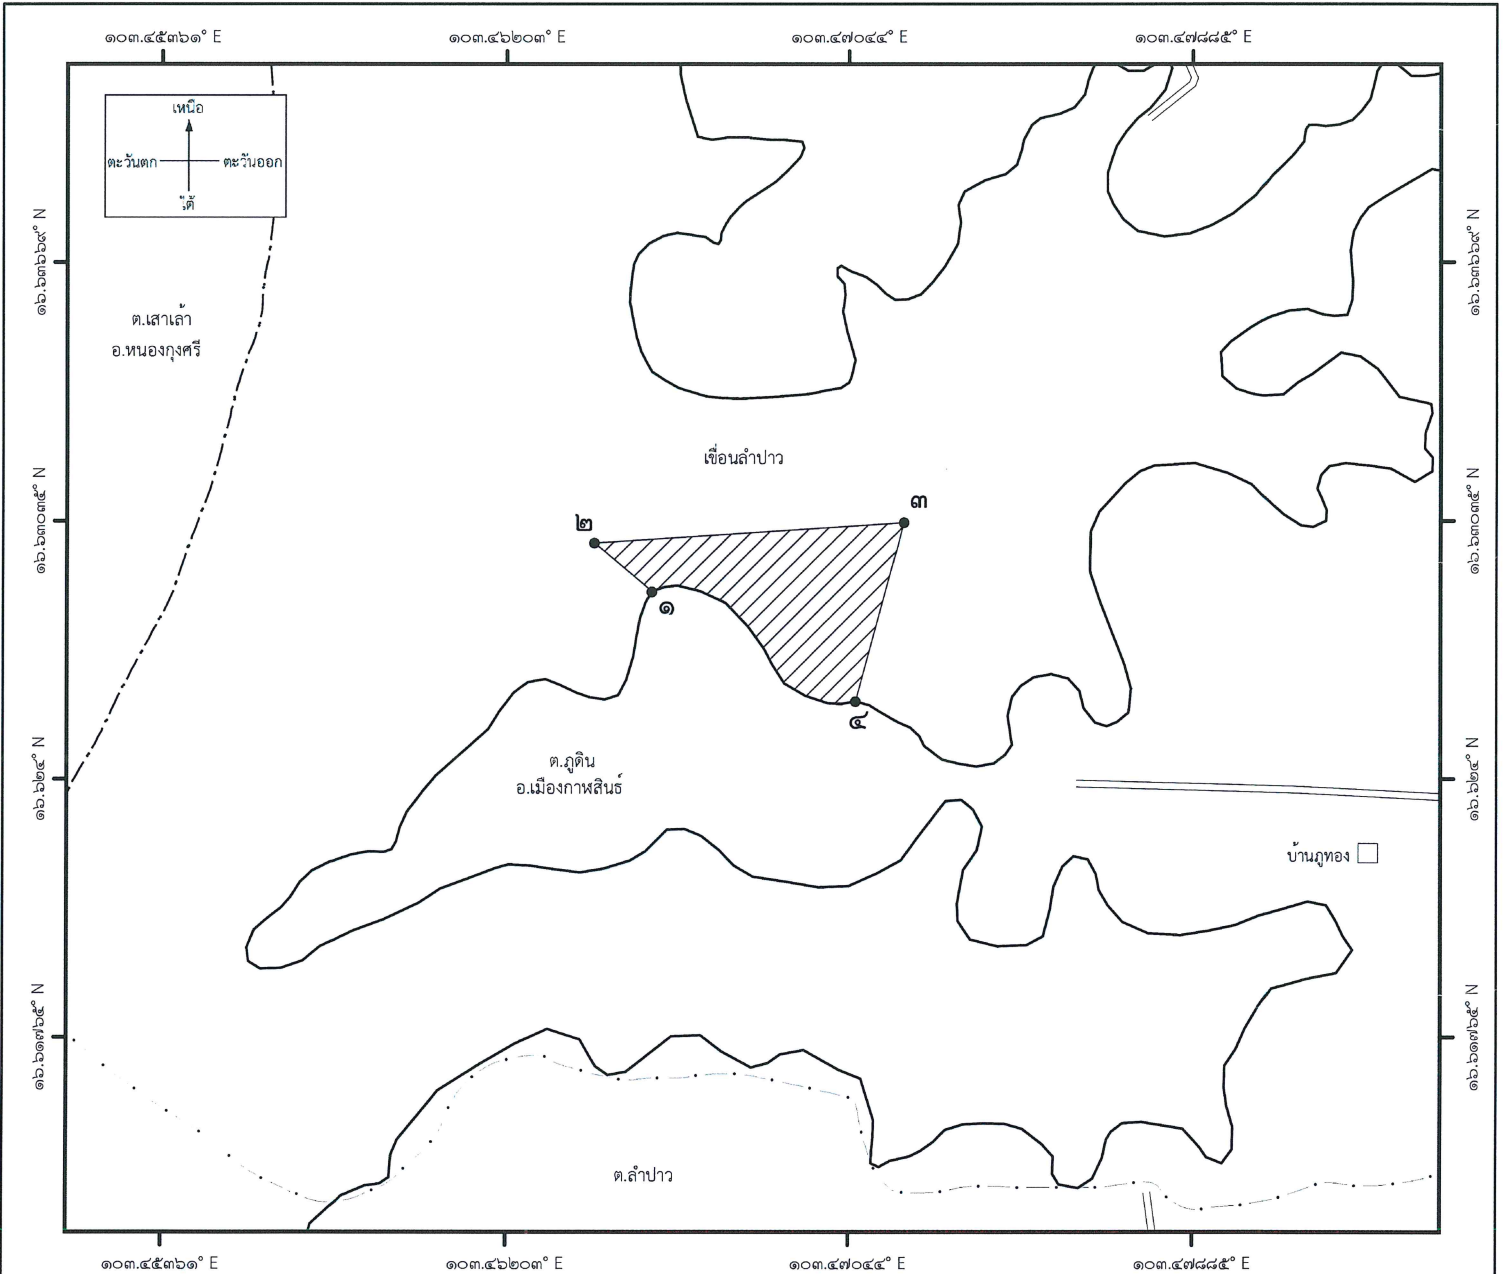 ๑๐๓.๔๕๓๖๑° E
๑๐๓.๔๖๒๐๓° E
๑๐๓.๔๗๐๔๔° E
๑๐๓.๔๗๘๘๕° E
เหนือ
ตะวันตก
ตะวันออก
ใต้
๑๖.๖๓๖๖๙° N
๑๖.๖๓๖๖๙° N
ต.เสาเล้า
อ.หนองกุงศรี
เขื่อนลำปาว
๑๖.๖๓๐๓๕° N
๑๖.๖๓๐๓๕° N
๒
๓
๑
๔
ต.ภูดิน
อ.เมืองกาฬสินธุ์
๑๖.๖๒๔° N
๑๖.๖๒๔° N
บ้านภูทอง
๑๖.๖๑๗๖๕° N
๑๖.๖๑๗๖๕° N
ต.ลำปาว
๑๐๓.๔๕๓๖๑° E
๑๐๓.๔๖๒๐๓° E
๑๐๓.๔๗๐๔๔° E
๑๐๓.๔๗๘๘๕° E